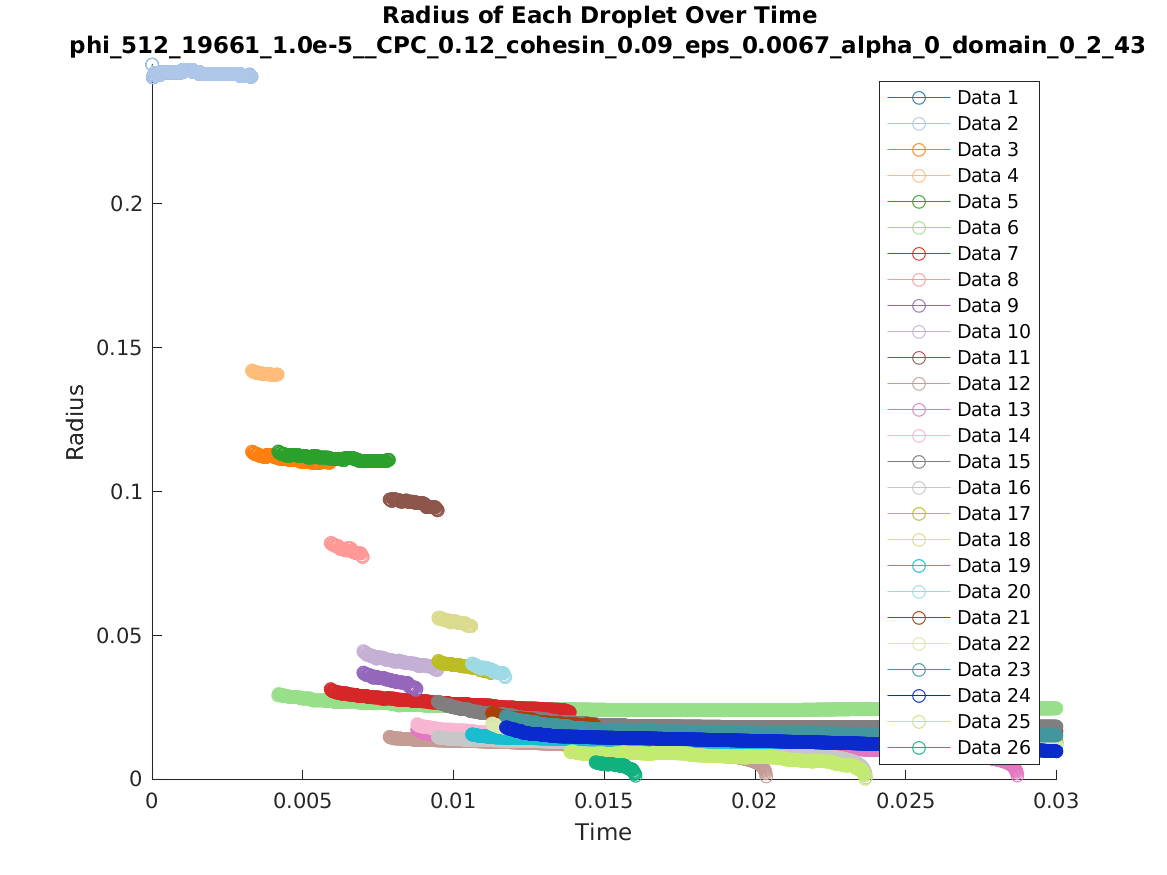 Radius of Each Droplet Over Time
phi_512_19661_1.0e-5__CPC_0.12_cohesin_0.09_eps_0.0067_alpha_0_domain_0_2_43
Radius
0.2
0.15
0.1
0.05
0
0
0.005
0.01
0.015
0.02
0.025
0.03
Time
Data 1
Data 2
Data 3
Data 4
Data 5
Data 6
Data 7
Data 8
Data 9
Data 10
Data 11
Data 12
Data 13
Data 14
Data 15
Data 16
Data 17
Data 18
Data 19
Data 20
Data 21
Data 22
Data 23
Data 24
Data 25
Data 26